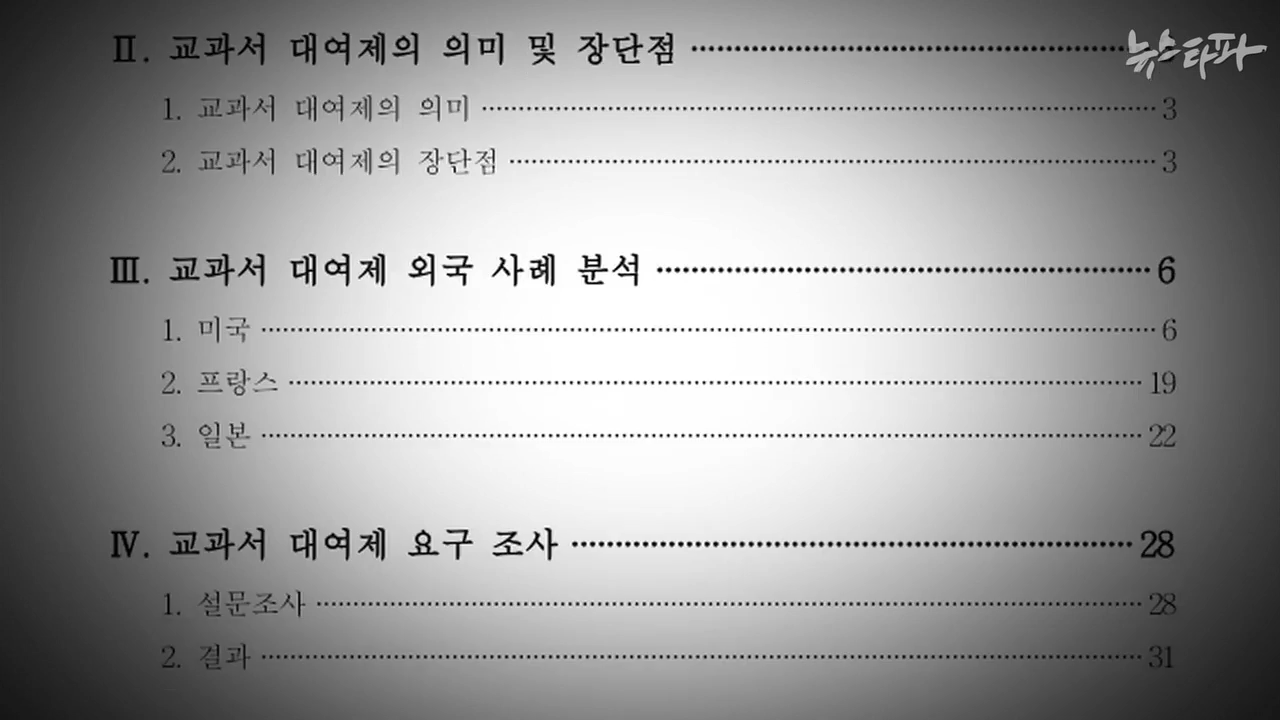 Ⅱ. 교과서 대여제의 의미 및 장단점
뉴스타파
1. 교과서 대여제의 의미 3
2. 교과서 대여제의 장단점 3
Ⅲ. 교과서 대여제 외국 사례 분석 6
1. 미국 6
2. 프랑스 19
3. 일본 22
Ⅳ. 교과서 대여제 요구 조사 28
1. 설문조사 28
2. 결과 31